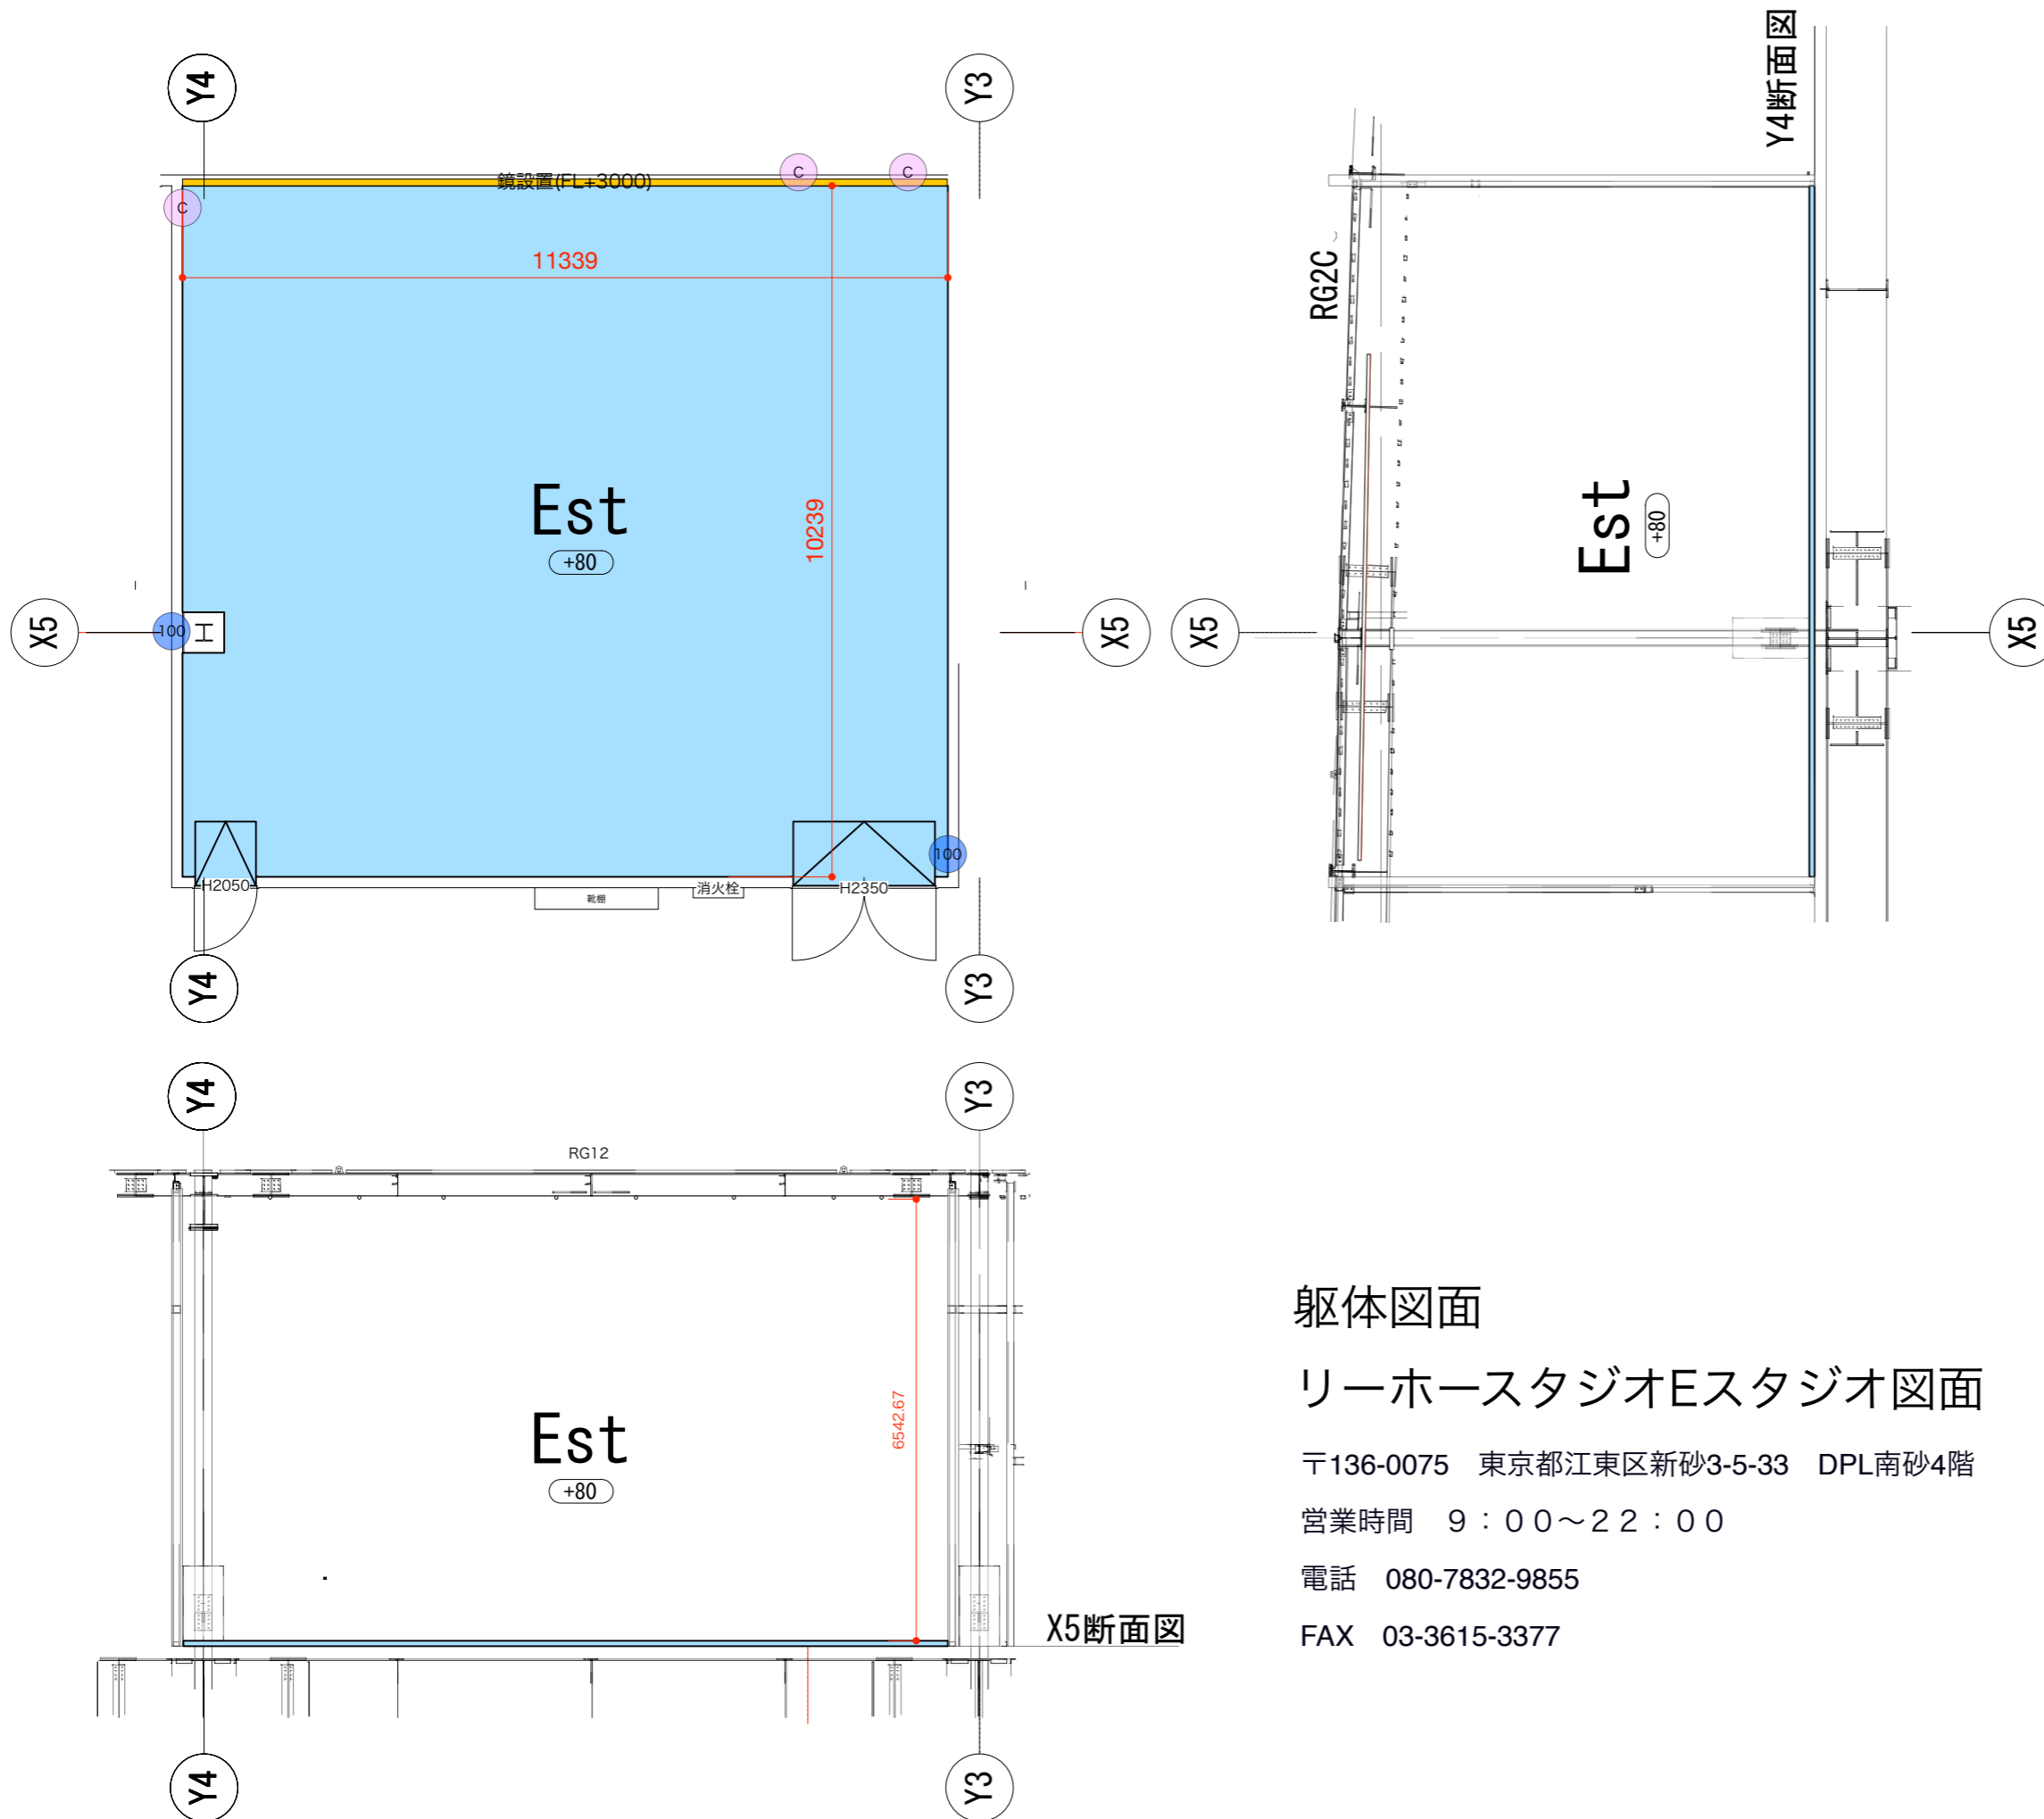 Y4
Y3
C
C
C
鏡設置(FL+3000)
11339
10239
Est
+80
X5
100
X5
100
H2050
靴棚
消火栓
H2350
Y4
Y3
Y4断面図
RG2C
Est
+80
X5
X5
Y4
Y3
RG12
6542.67
Est
+80
X5断面図
Y4
Y3
躯体図面
リーホースタジオEスタジオ図面
〒136-0075　東京都江東区新砂3-5-33　DPL南砂4階
営業時間　９：００～２２：００
電話　080-7832-9855
FAX　03-3615-3377